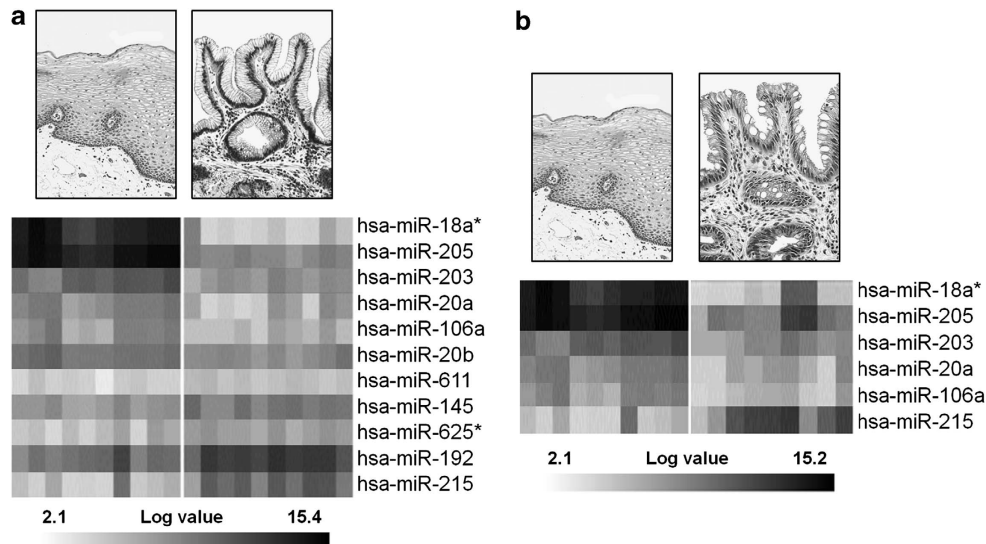 a
hsa-miR-18a*
hsa-miR-205
hsa-miR-203
hsa-miR-20a
hsa-miR-106a
hsa-miR-20b
hsa-miR-611
hsa-miR-145
hsa-miR-625*
hsa-miR-192
hsa-miR-215
2.1 Log value 15.4
b
hsa-miR-18a*
hsa-miR-205
hsa-miR-203
hsa-miR-20a
hsa-miR-106a
hsa-miR-215
2.1 Log value 15.2